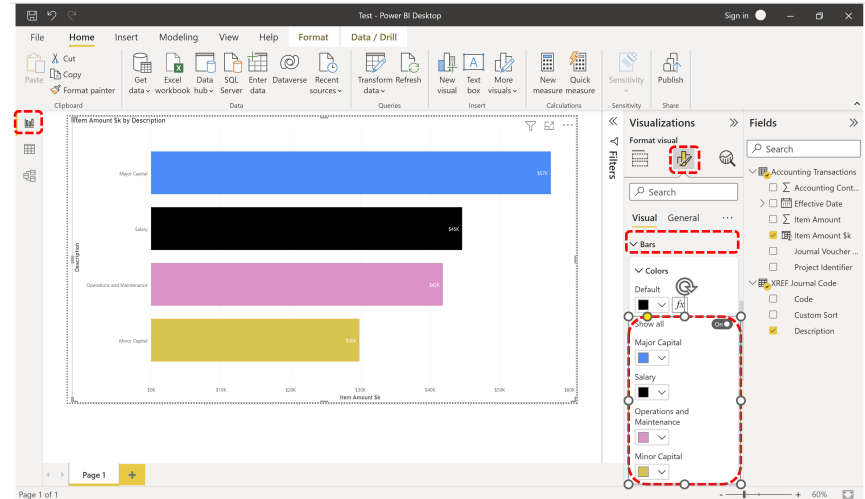 Test - Power BI Desktop
Sign in
File Home Insert Modeling View Help Format Data / Drill
Paste
Cut
Copy
Format painter
Get data
Excel workbook
Data hub
SQL Server
Enter data
Dataverse
Recent sources
Transform data
Refresh
New visual
Text box
More visuals
New measure
Quick measure
Sensitivity
Publish
Clipboard Data Queries Insert Calculations Sensitivity Share
Item Amount $k by Description
Major Capital
$57K
Salary
$45K
Operations and Maintenance
$42K
Minor Capital
$30K
Description
$0K $10K $20K $30K $40K $50K $60K
Item Amount $k
Filters
Visualizations
Format visual
Search
Visual General
Bars
Colors
Default
fx
Show all
On
Major Capital
Salary
Operations and
Maintenance
Minor Capital
Fields
Search
Accounting Transactions
Accounting Cont...
Effective Date
Item Amount
Item Amount $k
Journal Voucher ...
Project Identifier
XREF Journal Code
Code
Custom Sort
Description
Page 1
Page 1 of 1
60%